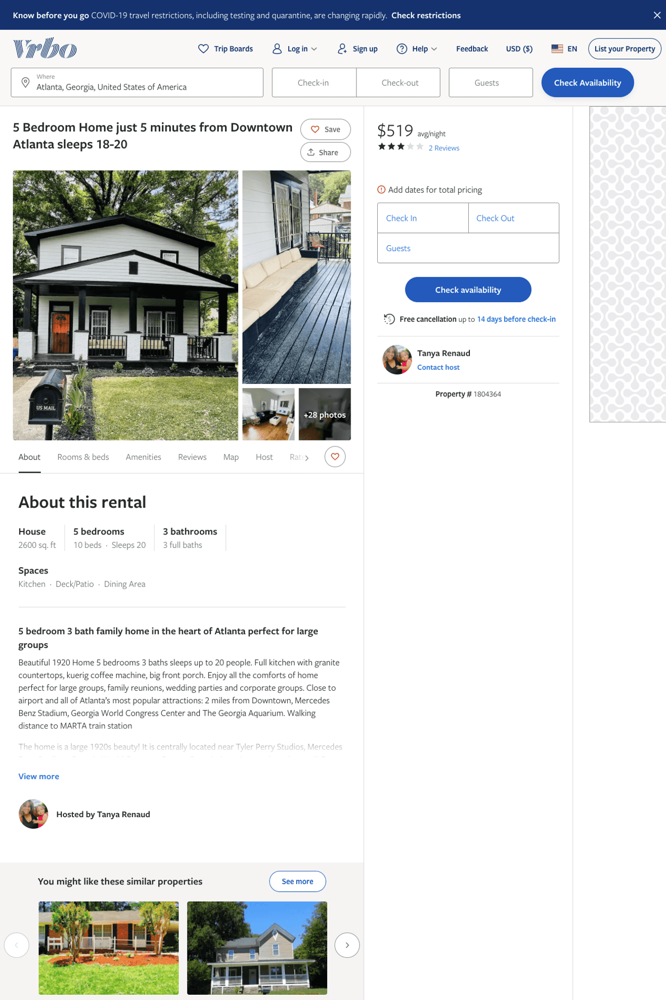 Know before you go COVID-19 travel restrictions, including testing and quarantine, are changing rapidly. Check restrictions
Vrbo
Trip Boards
Log in
Sign up
Help
Feedback
USD ($)
EN
List your Property
Where
Atlanta, Georgia, United States of America
Check-in
Check-out
Guests
Check Availability
5 Bedroom Home just 5 minutes from Downtown
Atlanta sleeps 18-20
Save
Share
US MAIL
+28 photos
$519 avg/night
2 Reviews
Add dates for total pricing
Check In
Check Out
Guests
Check availability
Free cancellation up to 14 days before check-in
Tanya Renaud
Contact host
Property # 1804364
About
Rooms & beds
Amenities
Reviews
Map
Host
About this rental
House
2600 sq. ft
5 bedrooms
10 beds · Sleeps 20
3 bathrooms
3 full baths
Spaces
Kitchen · Deck/Patio · Dining Area
5 bedroom 3 bath family home in the heart of Atlanta perfect for large
groups
Beautiful 1920 Home 5 bedrooms 3 baths sleeps up to 20 people. Full kitchen with granite
countertops, kuerig coffee machine, big front porch. Enjoy all the comforts of home
perfect for large groups, family reunions, wedding parties and corporate groups. Close to
airport and all of Atlanta's most popular attractions: 2 miles from Downtown, Mercedes
Benz Stadium, Georgia World Congress Center and The Georgia Aquarium. Walking
distance to MARTA train station
The home is a large 1920s beauty! It is centrally located near Tyler Perry Studios, Mercedes
View more
Hosted by Tanya Renaud
You might like these similar properties
See more